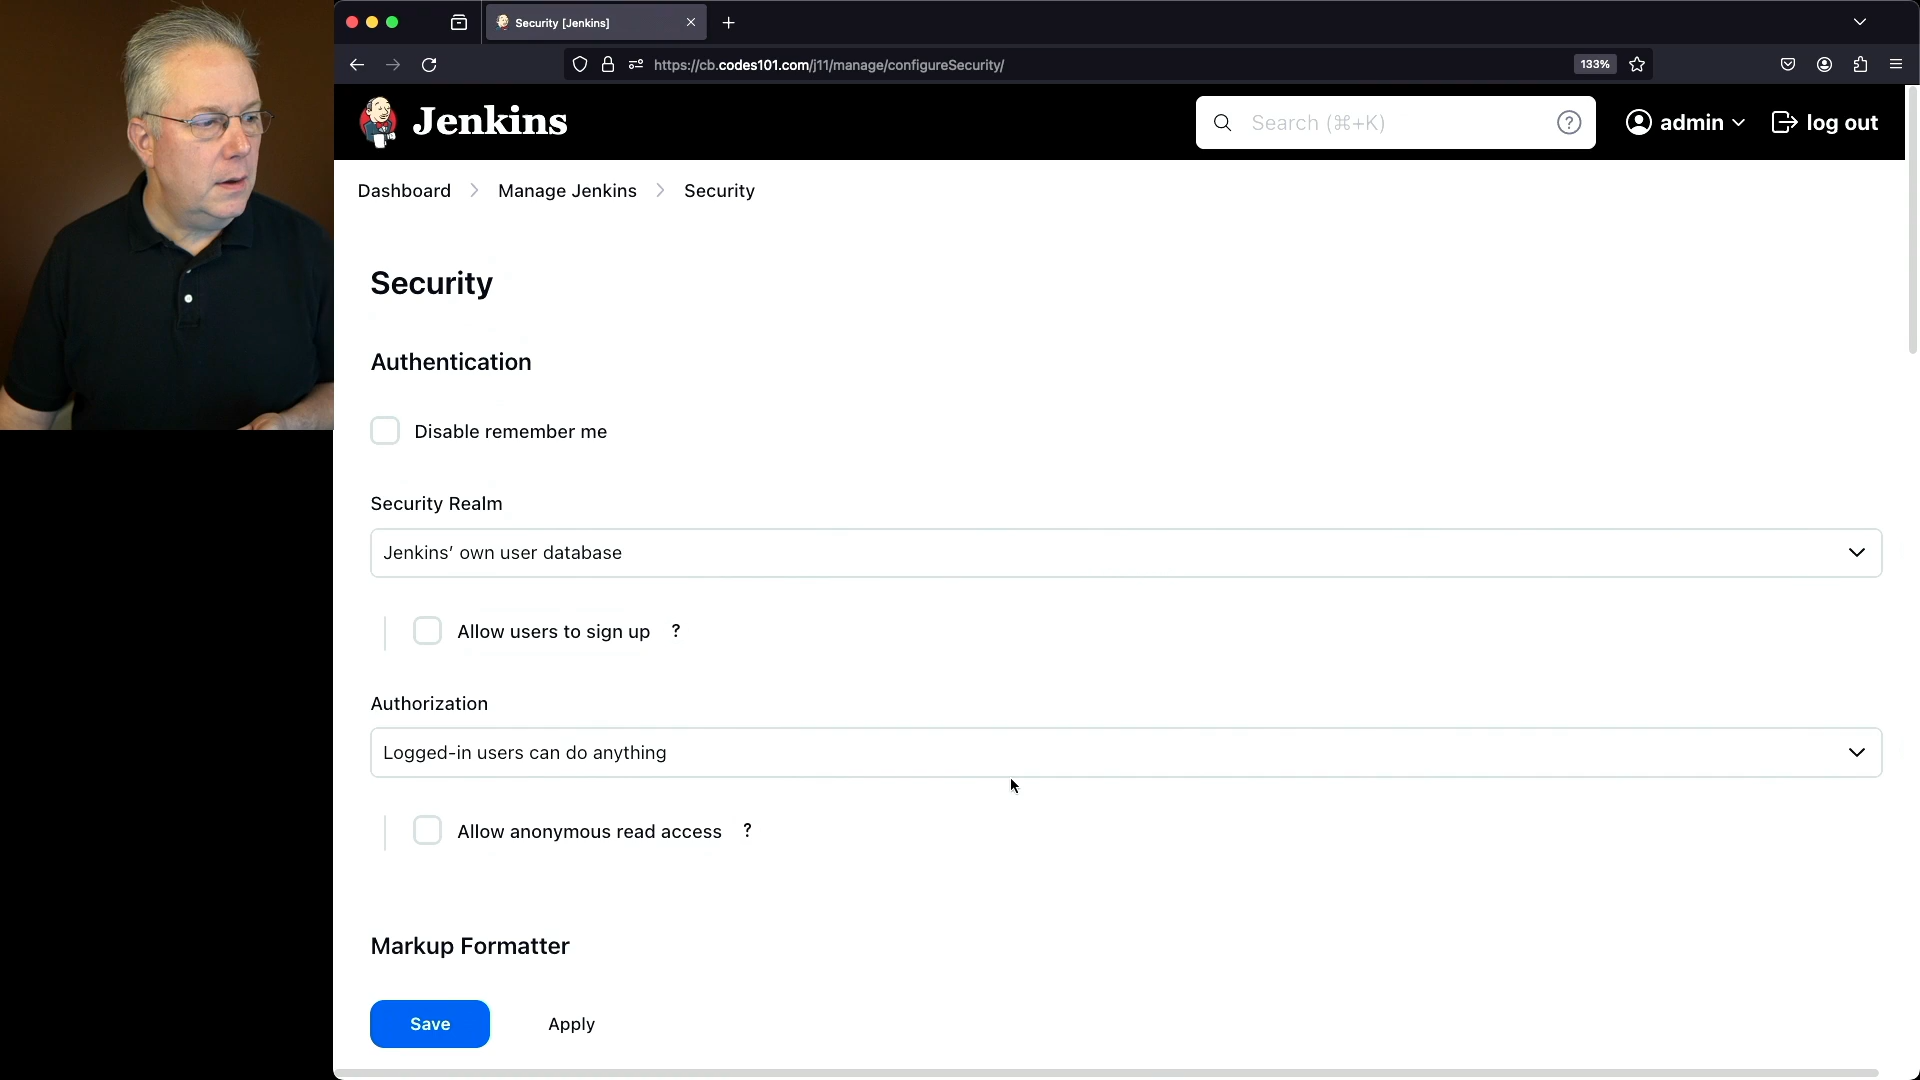 Security [Jenkins]
https://cb.codes101.com/j11/manage/configureSecurity/
133%
Jenkins
Search (⌘+K)
?
admin
log out
Dashboard
Manage Jenkins
Security
Security
Authentication
Disable remember me
Security Realm
Jenkins' own user database
Allow users to sign up ?
Authorization
Logged-in users can do anything
Allow anonymous read access ?
Markup Formatter
Save
Apply